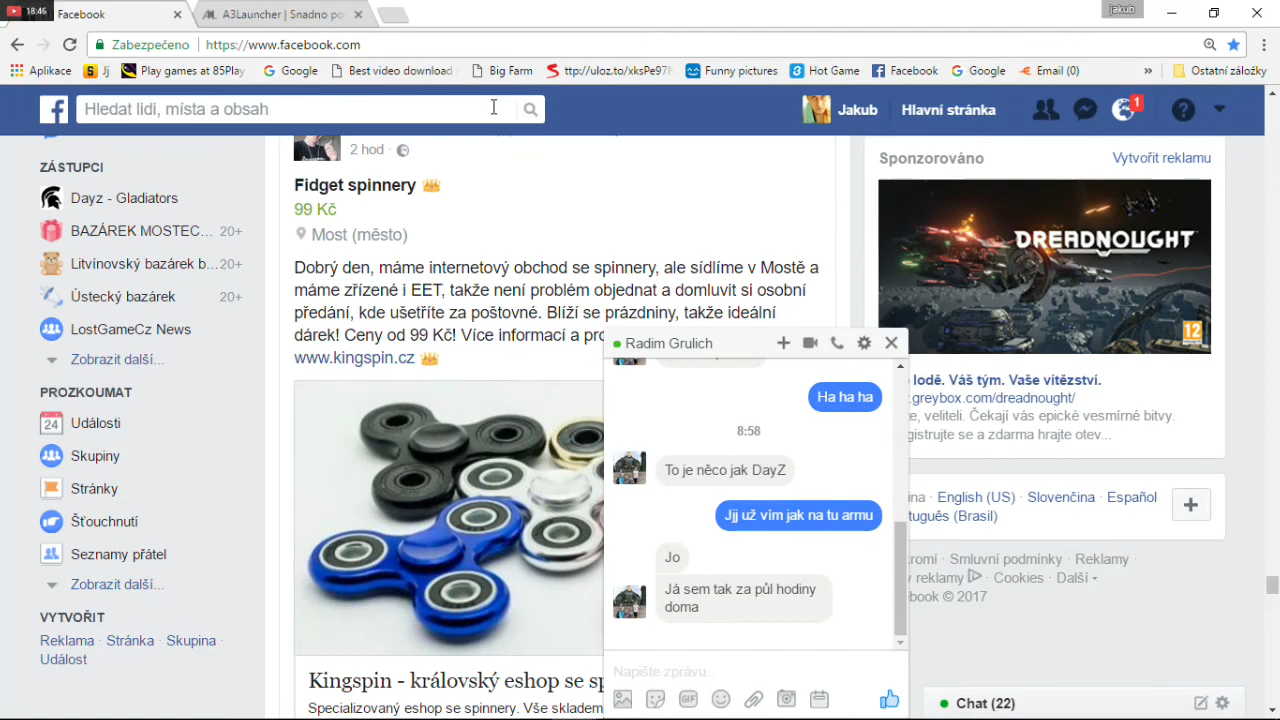 18:46
Facebook
A3Launcher | Snadno po
jakub
Zabezpečeno
https://www.facebook.com
Aplikace
Jj
Play games at 85Play
Google
Best video download
Big Farm
ttp://uloz.to/xksPe97
Funny pictures
Hot Game
Facebook
Google
Email (0)
»
Ostatní záložky
Hledat lidi, místa a obsah
Jakub
Hlavní stránka
1
ZÁSTUPCI
Dayz - Gladiators
BAZÁREK MOSTEC... 20+
Litvínovský bazárek b... 20+
Ústecký bazárek 20+
LostGameCz News
Zobrazit další...
PROZKOUMAT
24 Události
Skupiny
Stránky
Šťouchnutí
Seznamy přátel
Zobrazit další...
VYTVOŘIT
Reklama · Stránka · Skupina ·
Událost
2 hod ·
Fidget spinnery
99 Kč
Most (město)
Dobrý den, máme internetový obchod se spinnery, ale sídlíme v Mostě a
máme zřízené i EET, takže není problém objednat a domluvit si osobní
předání, kde ušetříte za poštovné. Blíží se prázdniny, takže ideální
dárek! Ceny od 99 Kč! Více informací a pro
www.kingspin.cz
Kingspin - královský eshop se sp
Specializovaný eshop se spinnery. Vše skladem
Radim Grulich
Ha ha ha
8:58
To je něco jak DayZ
Jjj už vím jak na tu armu
Jo
Já sem tak za půl hodiny
doma
Napište zprávu...
GIF
Sponzorováno
Vytvořit reklamu
DREADNOUGHT
12
lodě. Váš tým. Vaše vítězství.
.greybox.com/dreadnought/
te, veliteli. Čekají vás epické vesmírné bitvy.
gistrujte se a zdarma hrajte otev...
ina · English (US) · Slovenčina · Español
tuguês (Brasil)
kromí · Smluvní podmínky · Reklamy ·
y reklamy · Cookies · Další
book © 2017
Chat (22)